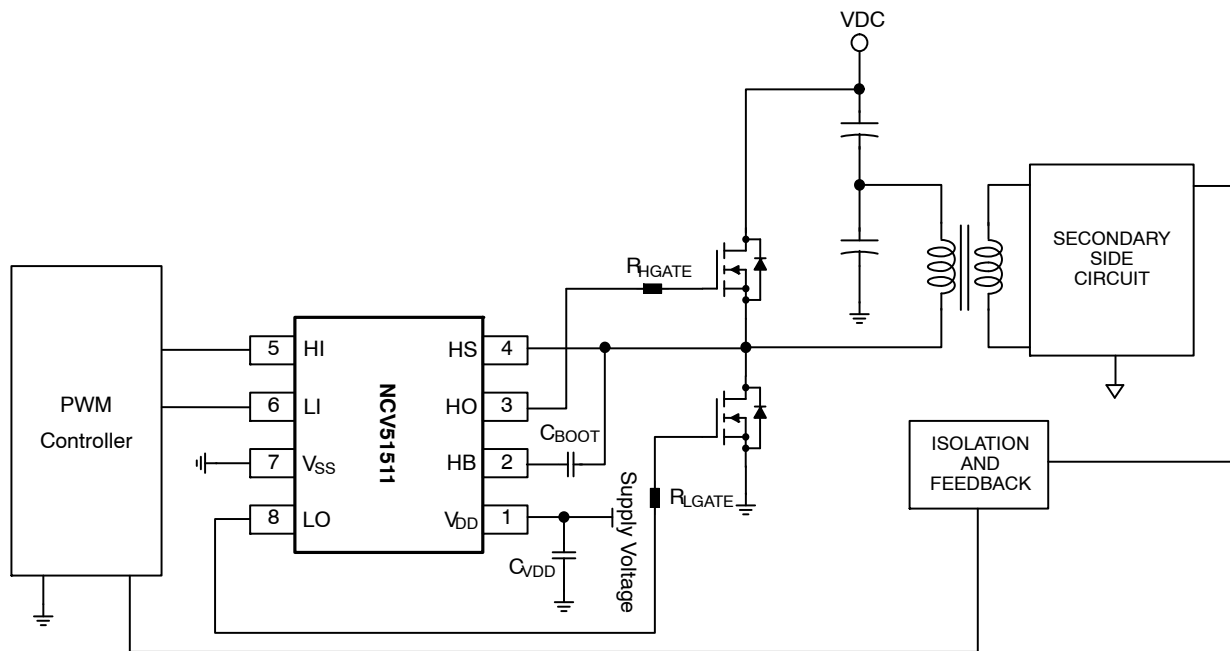 VDC
SECONDARY
SIDE
CIRCUIT
RHGATE
PWM
Controller
NCV51511
5
HI
6
LI
7
VSS
8
LO
HS
4
HO
3
HB
2
VDD
1
CBOOT
CVDD
Supply Voltage
RLGATE
ISOLATION
AND
FEEDBACK